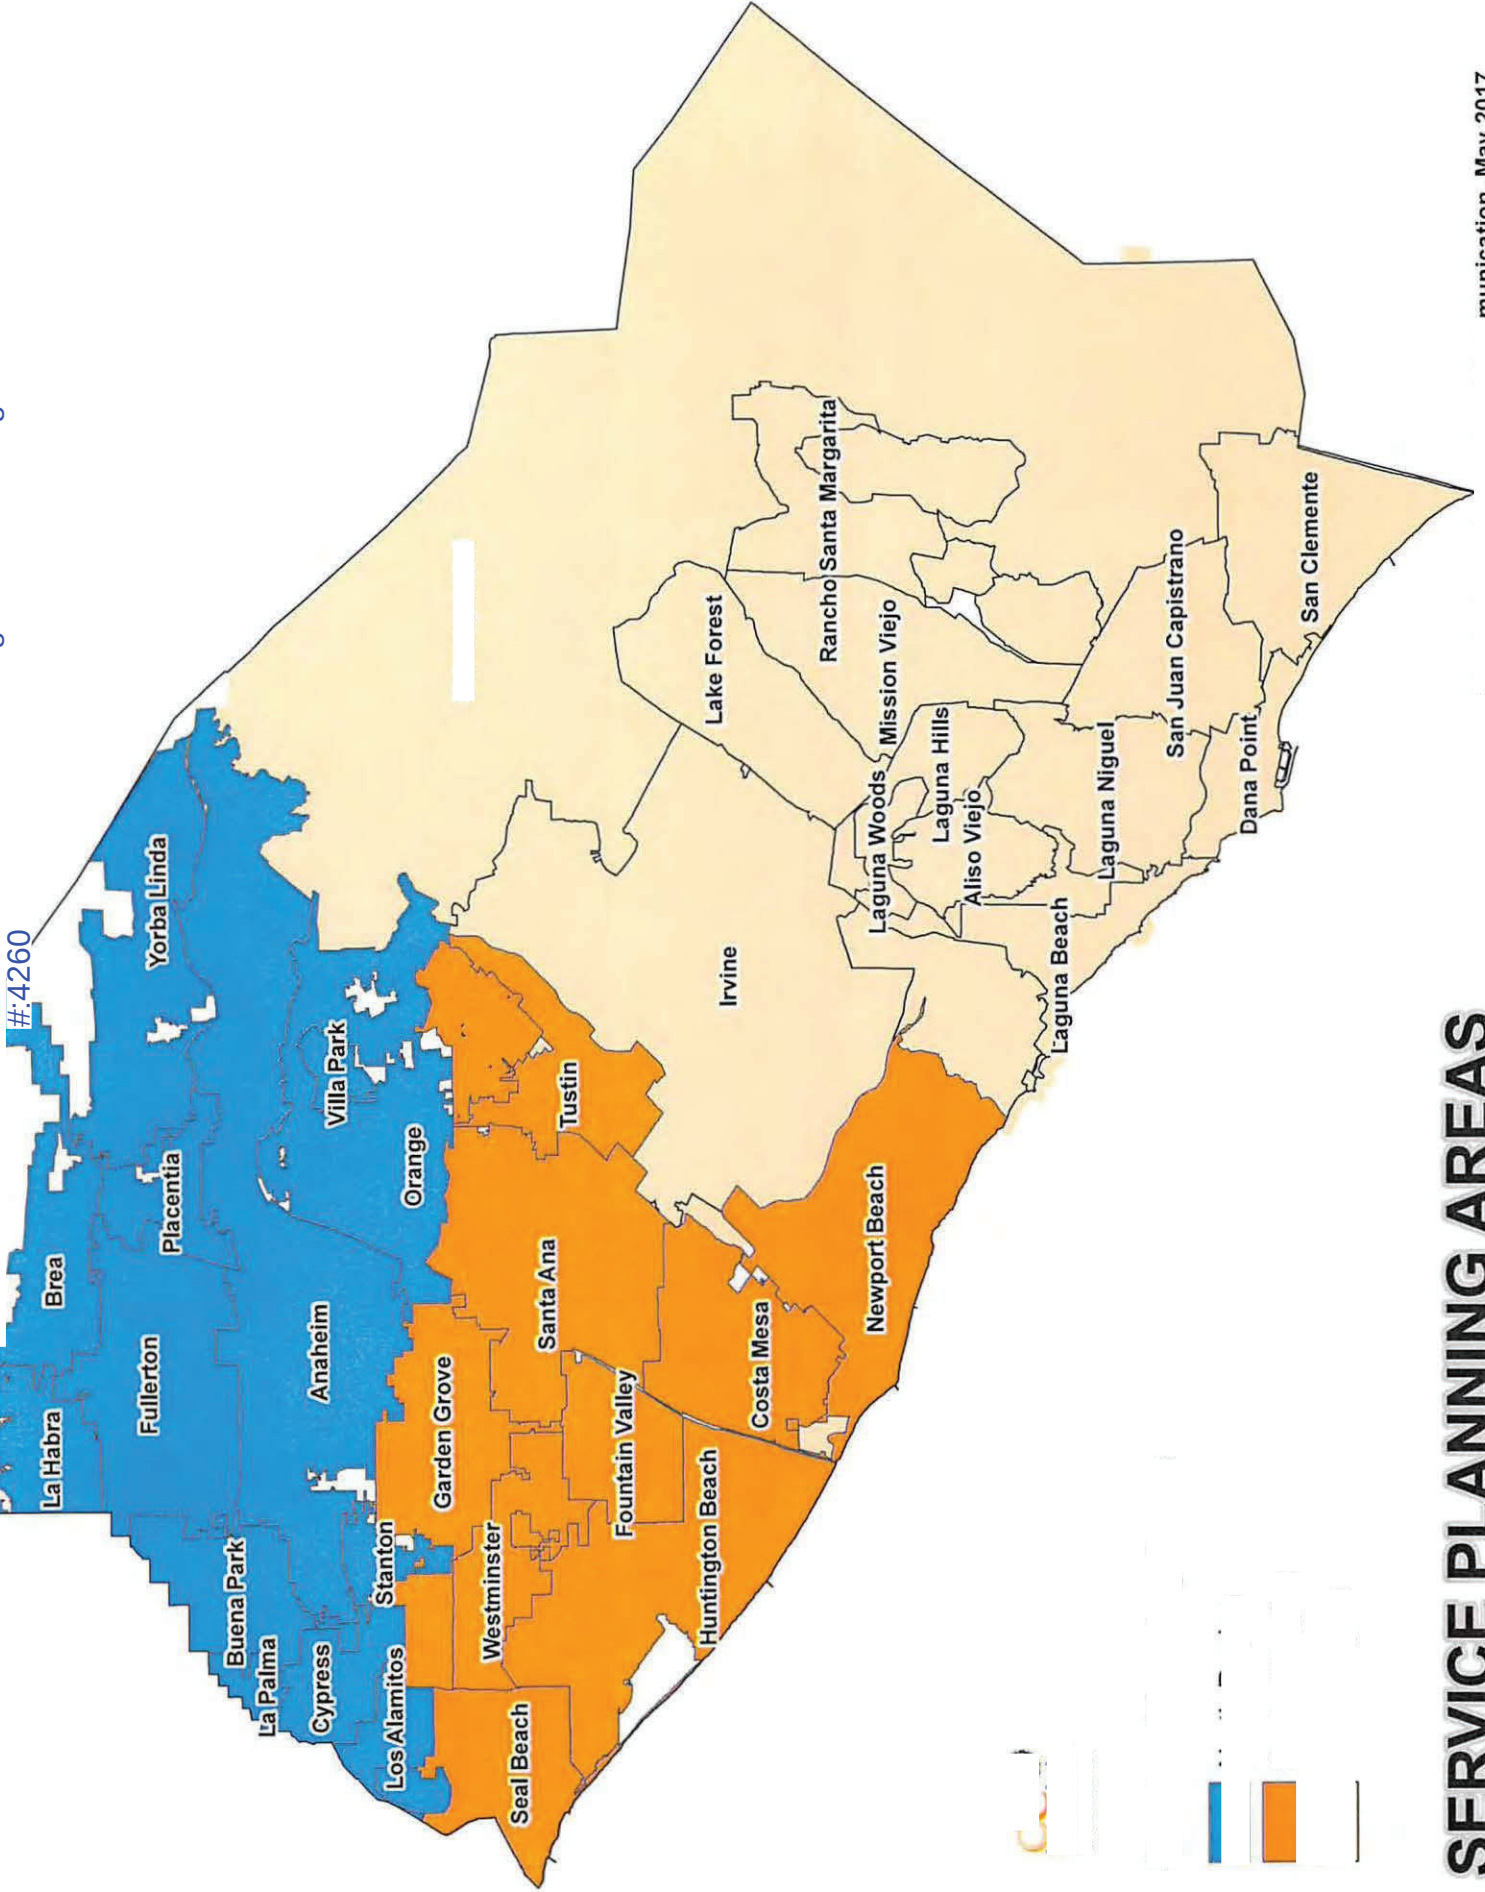 #:4260
La Habra
Brea
Fullerton
Placentia
Yorba Linda
Buena Park
La Palma
Anaheim
Villa Park
Cypress
Stanton
Orange
Los Alamitos
Garden Grove
Westminster
Santa Ana
Tustin
Seal Beach
Fountain Valley
Huntington Beach
Costa Mesa
Newport Beach
Irvine
Lake Forest
Rancho Santa Margarita
Mission Viejo
Laguna Woods
Laguna Hills
Aliso Viejo
Laguna Beach
Laguna Niguel
San Juan Capistrano
Dana Point
San Clemente
SERVICE PLANNING AREAS
May 2017